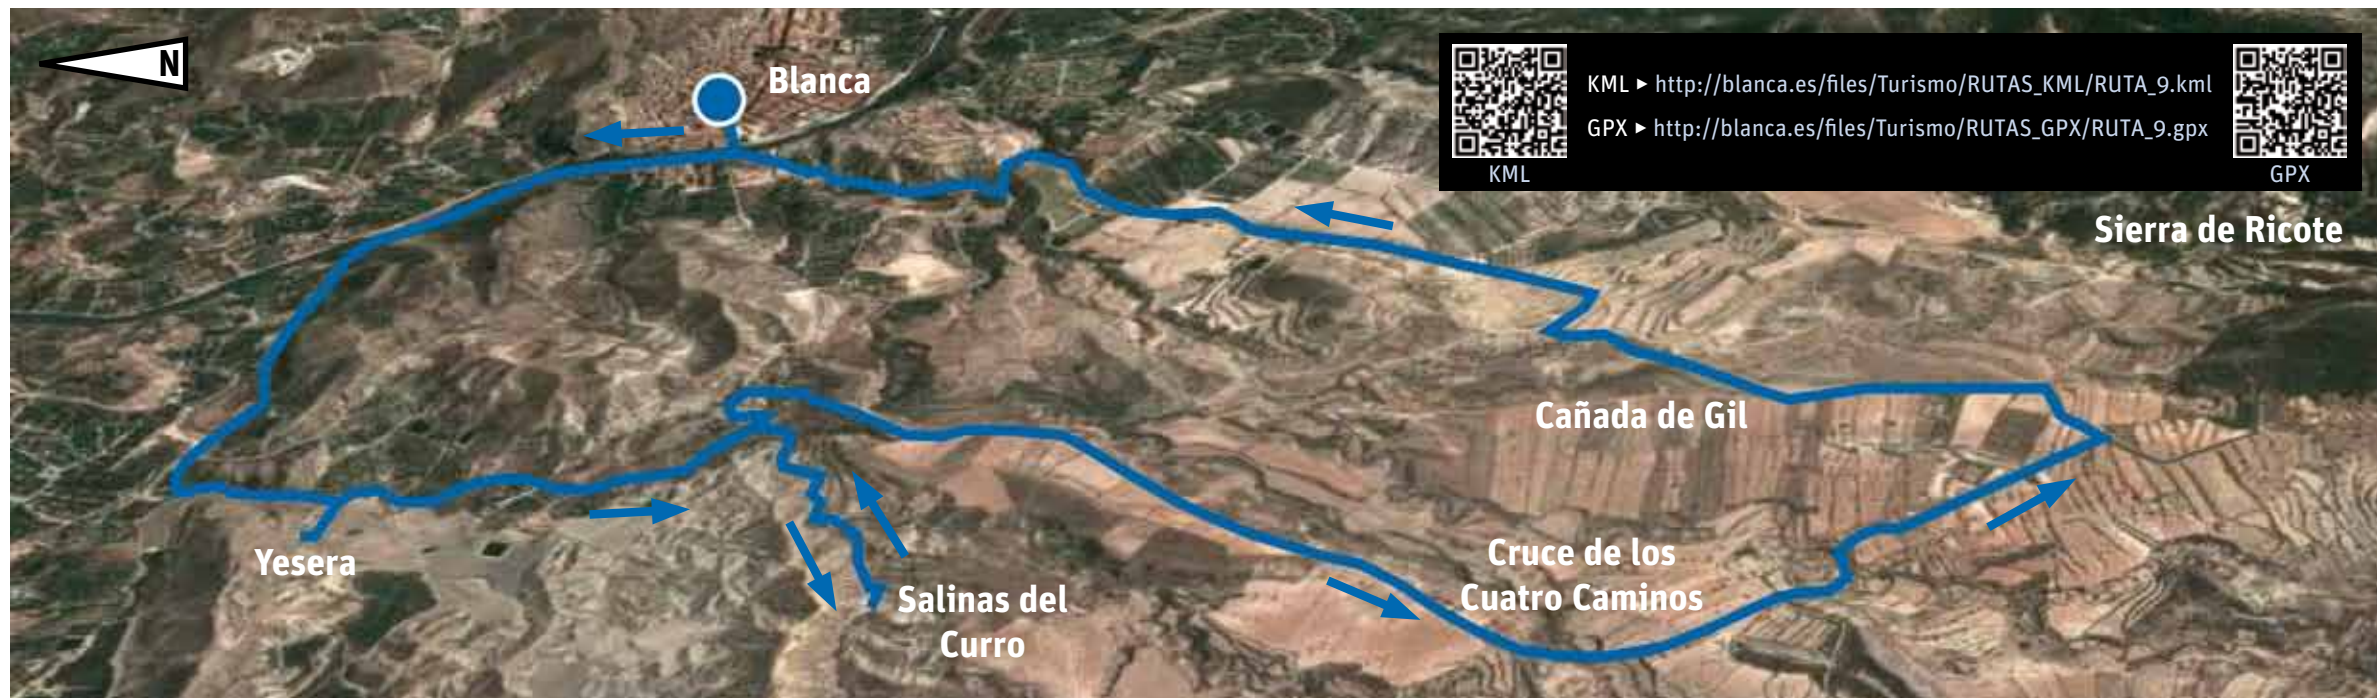 N
Blanca
KML ▸ http://blanca.es/files/Turismo/RUTAS_KML/RUTA_9.kml
GPX ▸ http://blanca.es/files/Turismo/RUTAS_GPX/RUTA_9.gpx
KML
GPX
Sierra de Ricote
Cañada de Gil
Yesera
Cruce de los
Cuatro Caminos
Salinas del
Curro